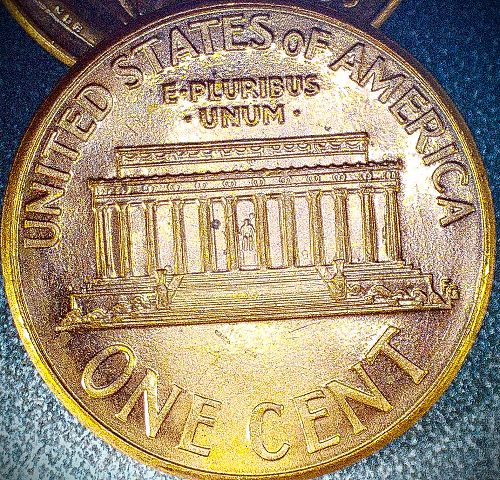 UNITED STATES OF AMERICA
E·PLURIBUS
·UNUM·
ONE CENT